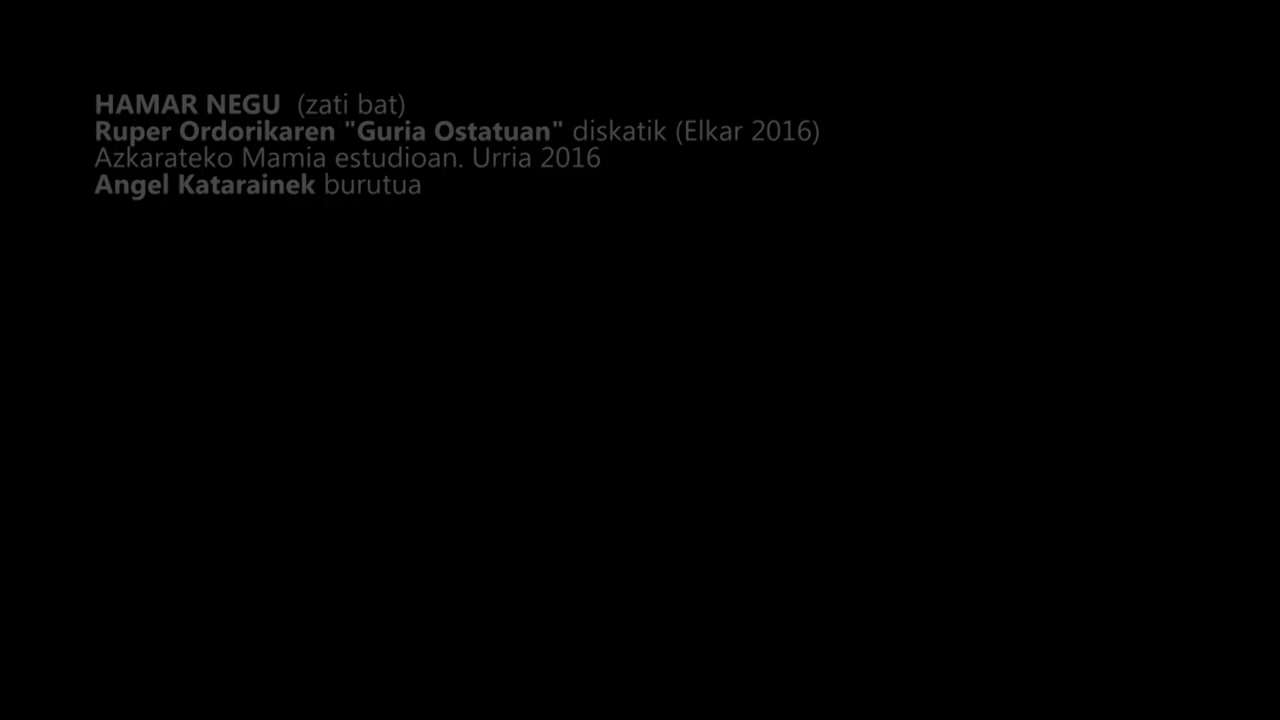 HAMAR NEGU (zati bat)
Ruper Ordorikaren "Guria Ostatuan" diskatik (Elkar 2016)
Azkarateko Mamia estudioan. Urria 2016
Angel Katarainek burutua